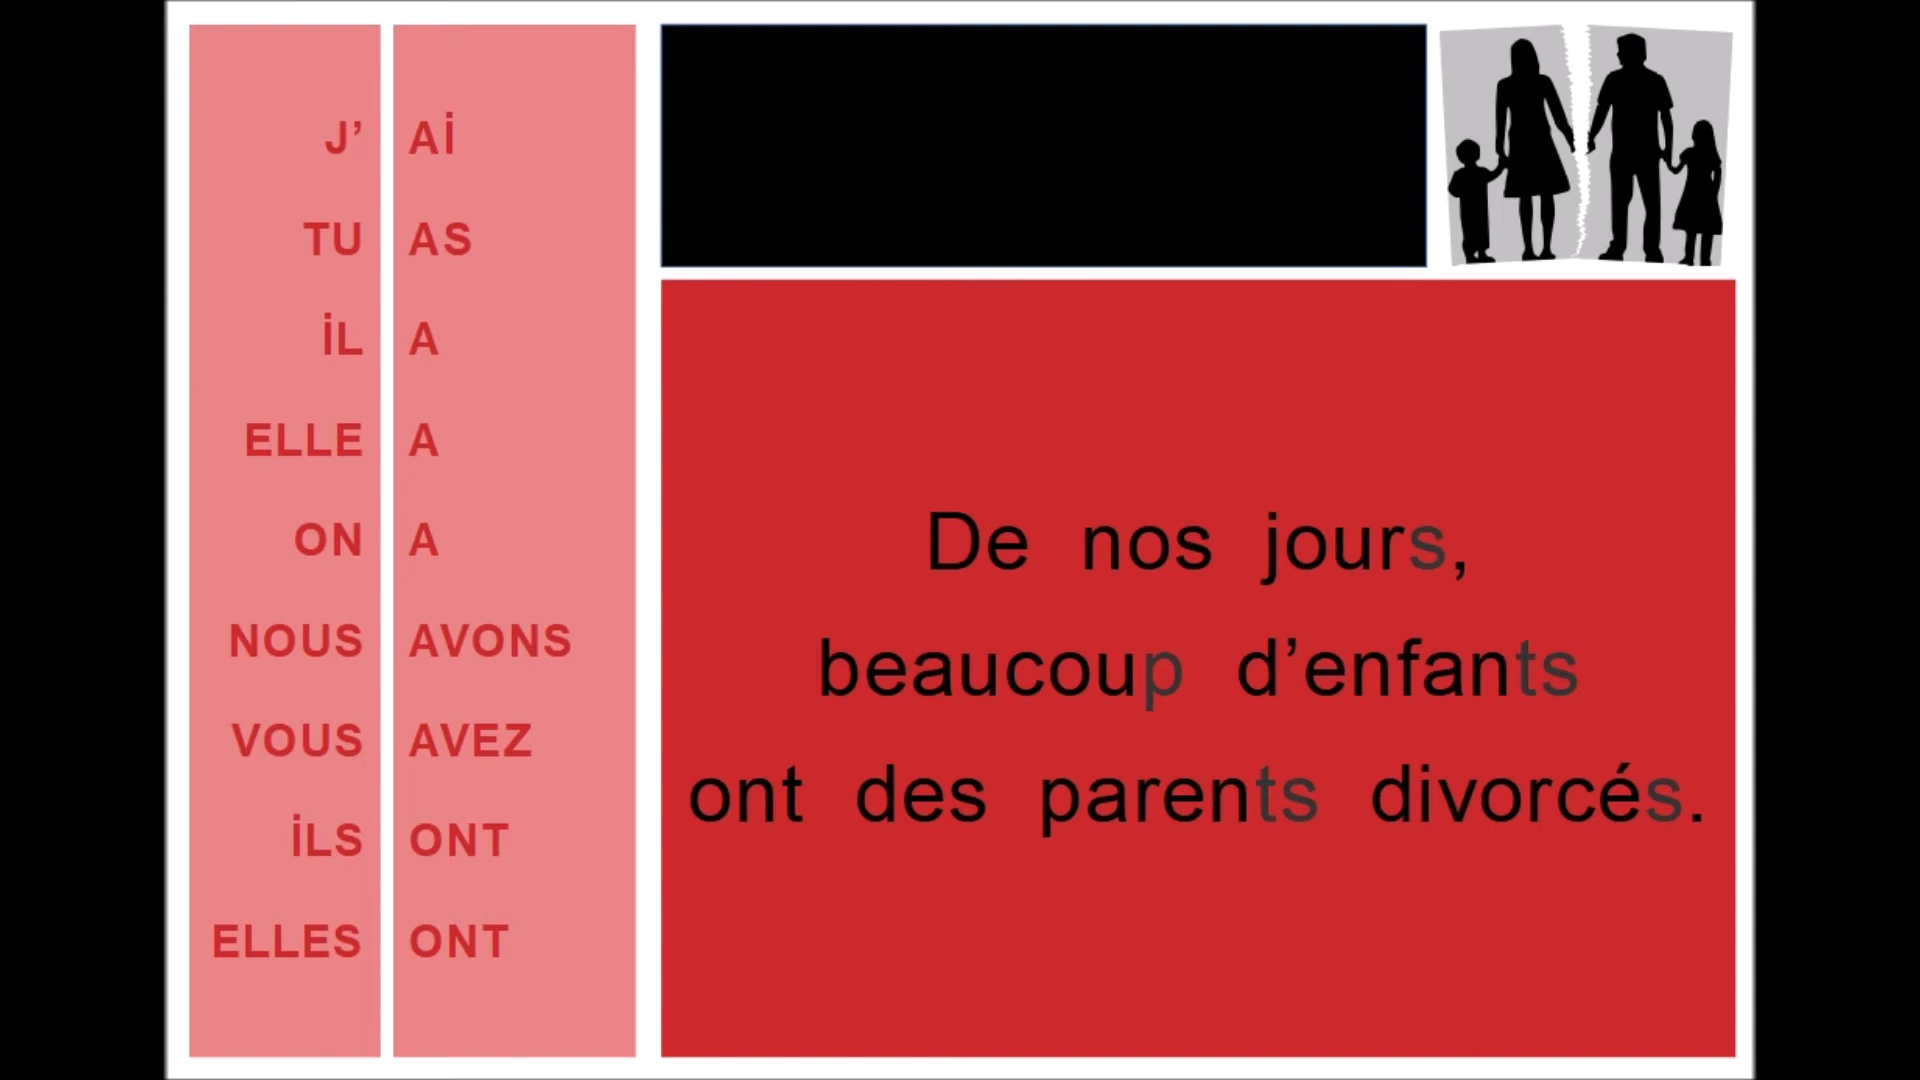 J’ Aİ
TU AS
İL A
ELLE A
ON A
NOUS AVONS
VOUS AVEZ
İLS ONT
ELLES ONT
De nos jours,
beaucoup d’enfants
ont des parents divorcés.